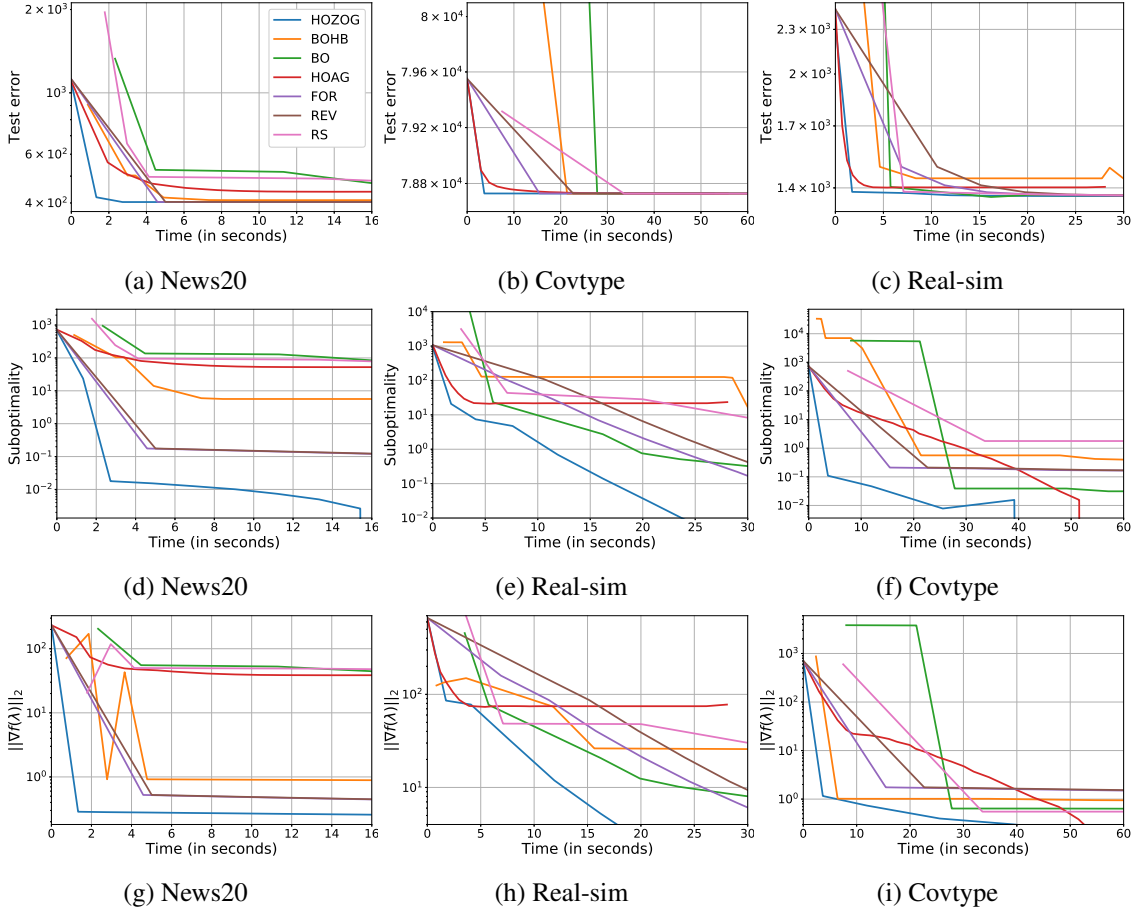 2 × 10³
10³
6 × 10²
4 × 10²
Test error
0 2 4 6 8 10 12 14 16
Time (in seconds)
HOZOG
BOHB
BO
HOAG
FOR
REV
RS
8 × 10⁴
7.96 × 10⁴
7.92 × 10⁴
7.88 × 10⁴
Test error
0 10 20 30 40 50 60
Time (in seconds)
2.3 × 10³
2 × 10³
1.7 × 10³
1.4 × 10³
Test error
0 5 10 15 20 25 30
Time (in seconds)
(a) News20
(b) Covtype
(c) Real-sim
10³
10²
10¹
10⁰
10⁻¹
10⁻²
Suboptimality
0 2 4 6 8 10 12 14 16
Time (in seconds)
10⁴
10³
10²
10¹
10⁰
10⁻¹
10⁻²
Suboptimality
0 5 10 15 20 25 30
Time (in seconds)
10⁴
10³
10²
10¹
10⁰
10⁻¹
10⁻²
Suboptimality
0 10 20 30 40 50 60
Time (in seconds)
(d) News20
(e) Real-sim
(f) Covtype
10²
10¹
10⁰
||∇f(λ)||₂
0 2 4 6 8 10 12 14 16
Time (in seconds)
10²
10¹
||∇f(λ)||₂
0 5 10 15 20 25 30
Time (in seconds)
10³
10²
10¹
10⁰
||∇f(λ)||₂
0 10 20 30 40 50 60
Time (in seconds)
(g) News20
(h) Real-sim
(i) Covtype